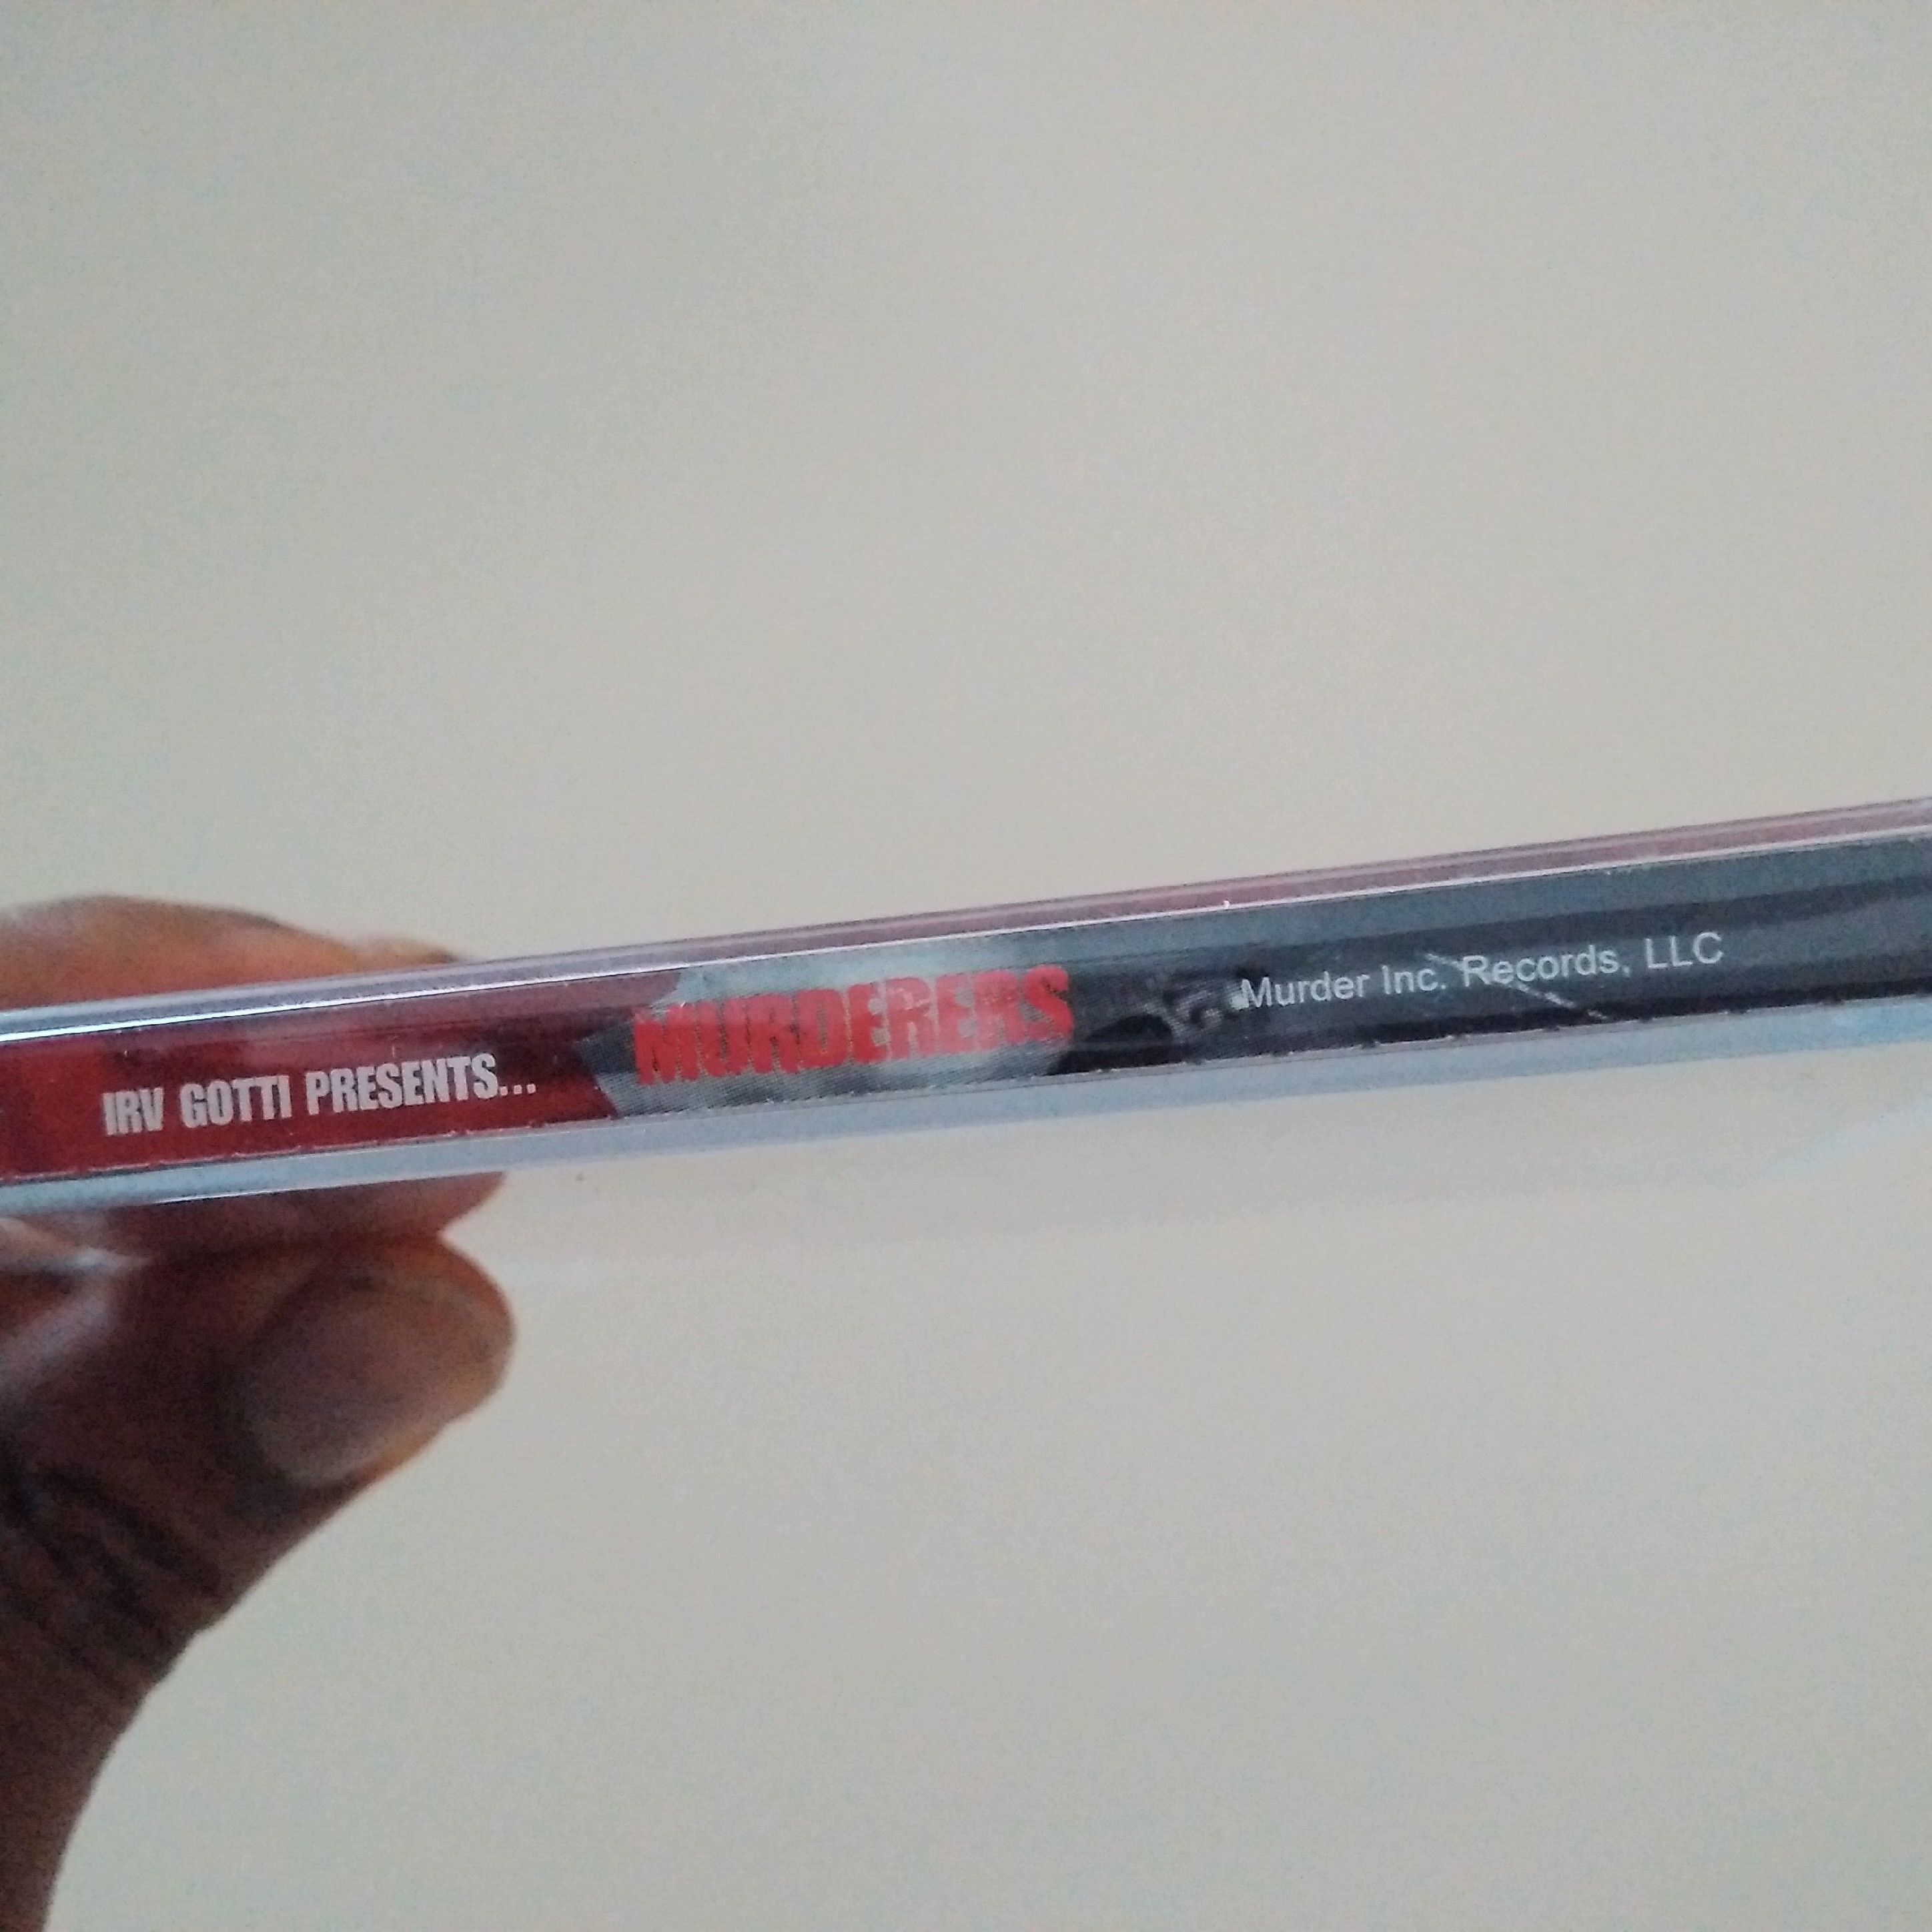 IRV GOTTI PRESENTS... MURDERERS Murder Inc. Records, LLC